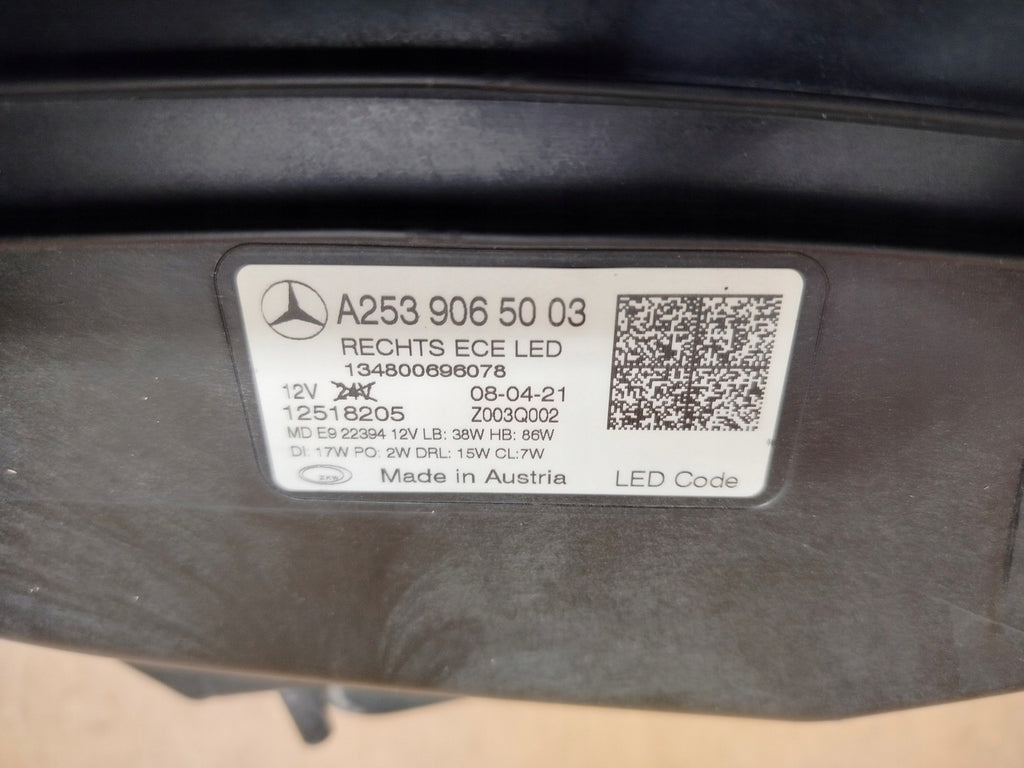 A253 906 50 03
RECHTS ECE LED
134800696078
12V 24V 08-04-21
12518205 Z003Q002
MD E9 22394 12V LB: 38W HB: 86W
DI: 17W PO: 2W DRL: 15W CL:7W
ZKW Made in Austria LED Code